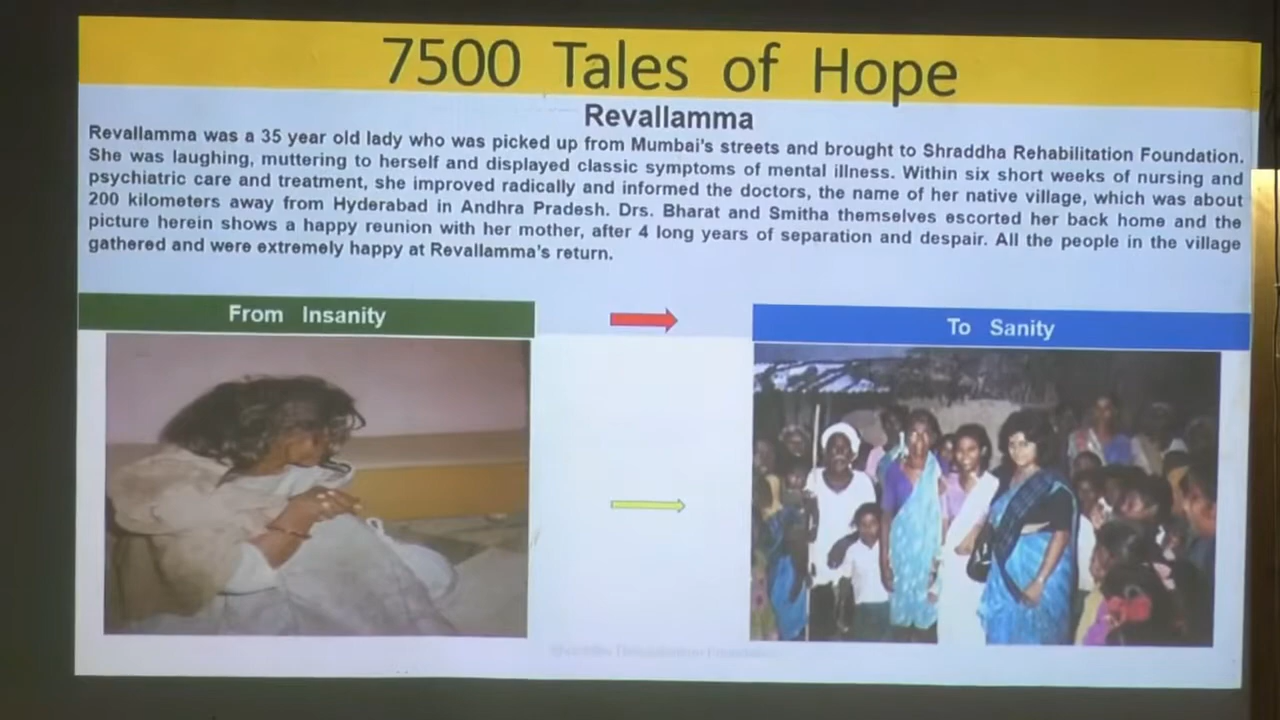 7500 Tales of Hope
Revallamma
Revallamma was a 35 year old lady who was picked up from Mumbai's streets and brought to Shraddha Rehabilitation Foundation.
She was laughing, muttering to herself and displayed classic symptoms of mental illness. Within six short weeks of nursing and
psychiatric care and treatment, she improved radically and informed the doctors, the name of her native village, which was about
200 kilometers away from Hyderabad in Andhra Pradesh. Drs. Bharat and Smitha themselves escorted her back home and the
picture herein shows a happy reunion with her mother, after 4 long years of separation and despair. All the people in the village
gathered and were extremely happy at Revallamma's return.
From Insanity
To Sanity